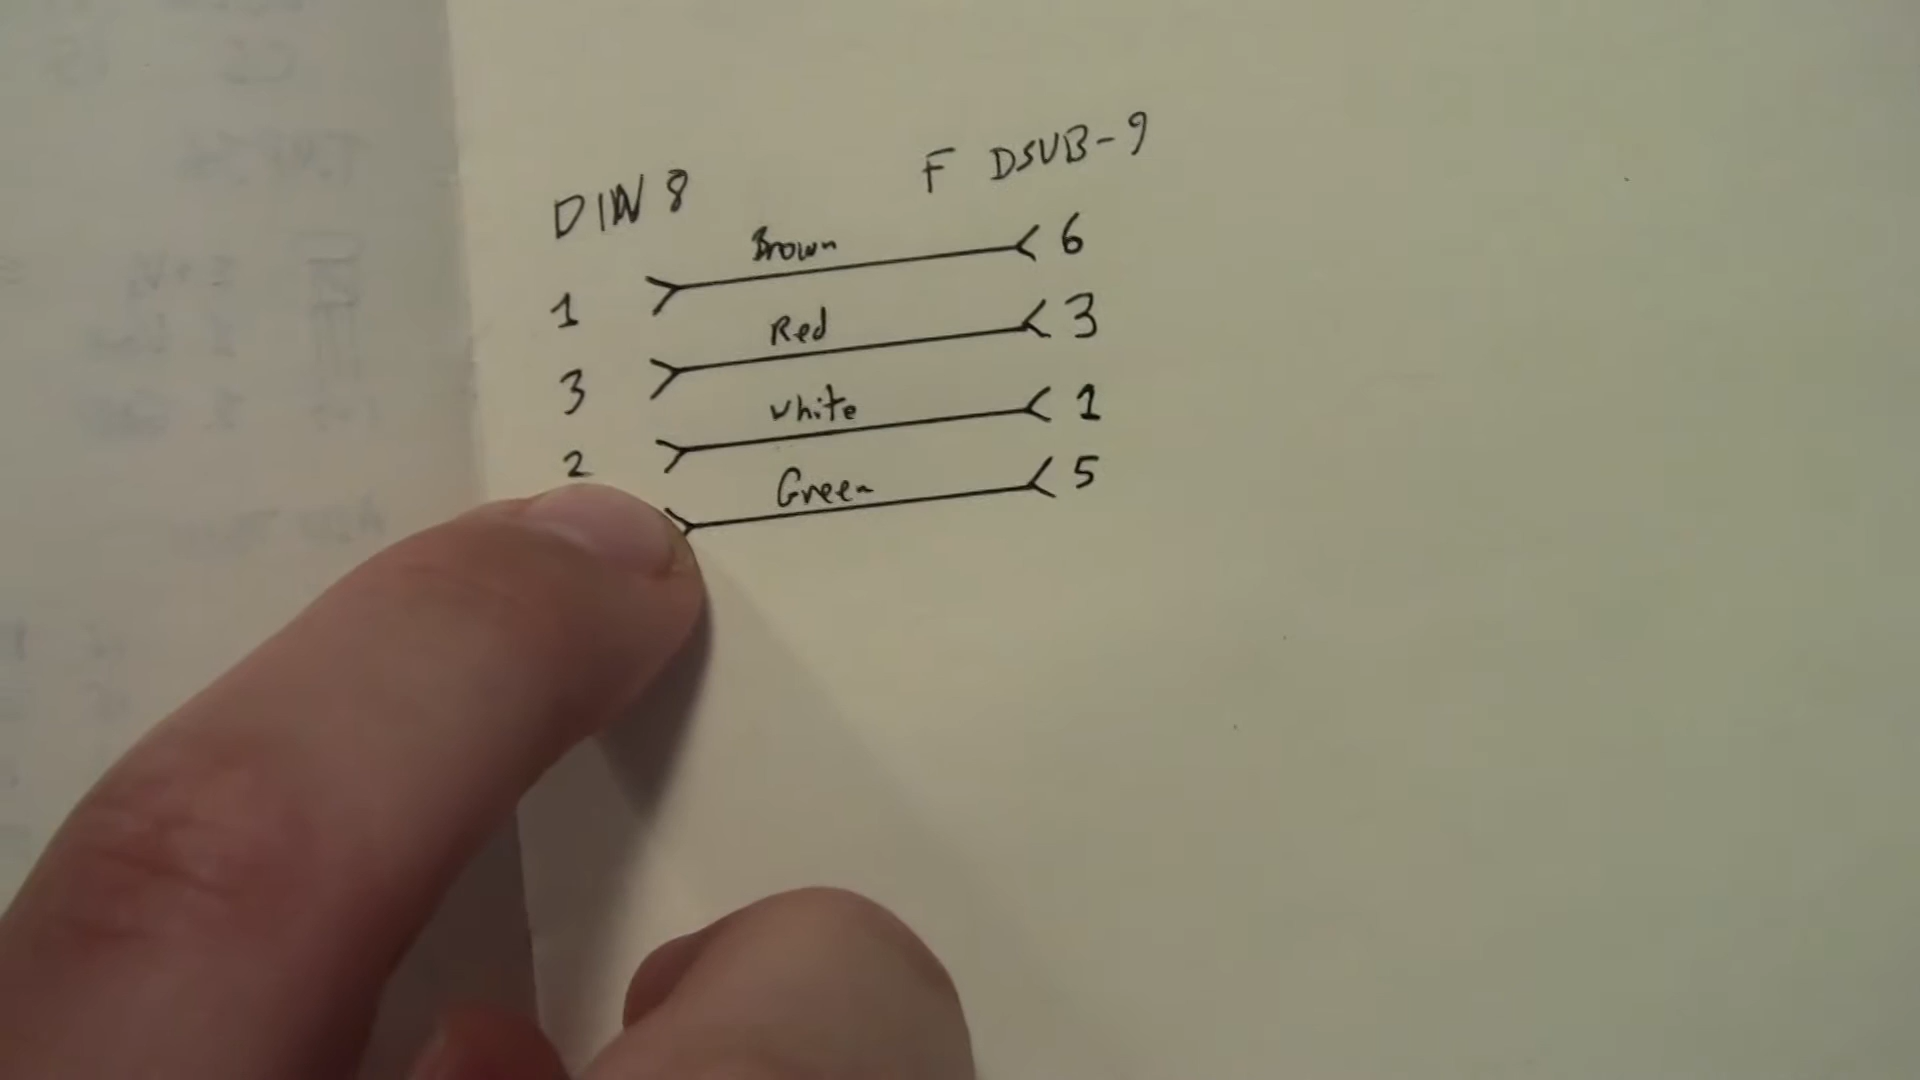 DIN 8 F DSUB-9
1 Brown 6
3 Red 3
2 White 1
Green 5